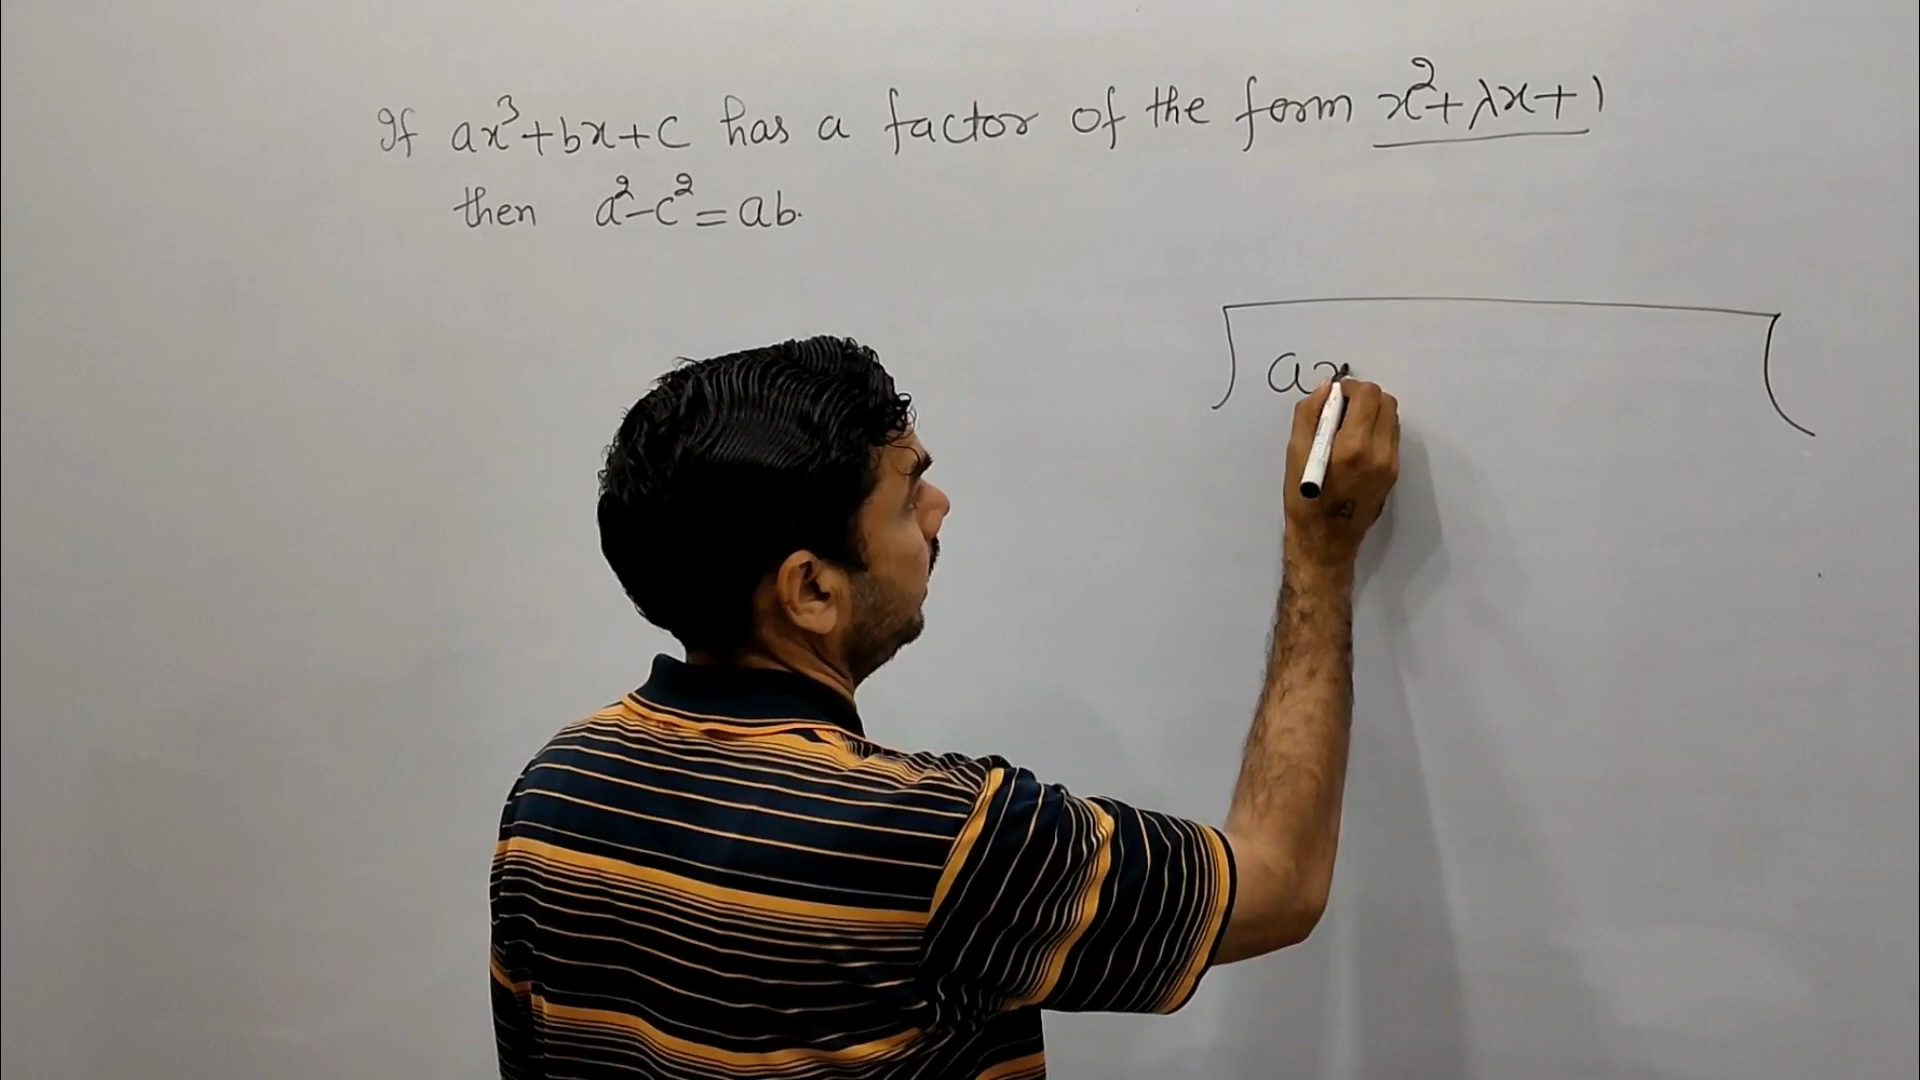 If ax³+bx+c has a factor of the form x²+λx+1
then a²-c²=ab.
ax